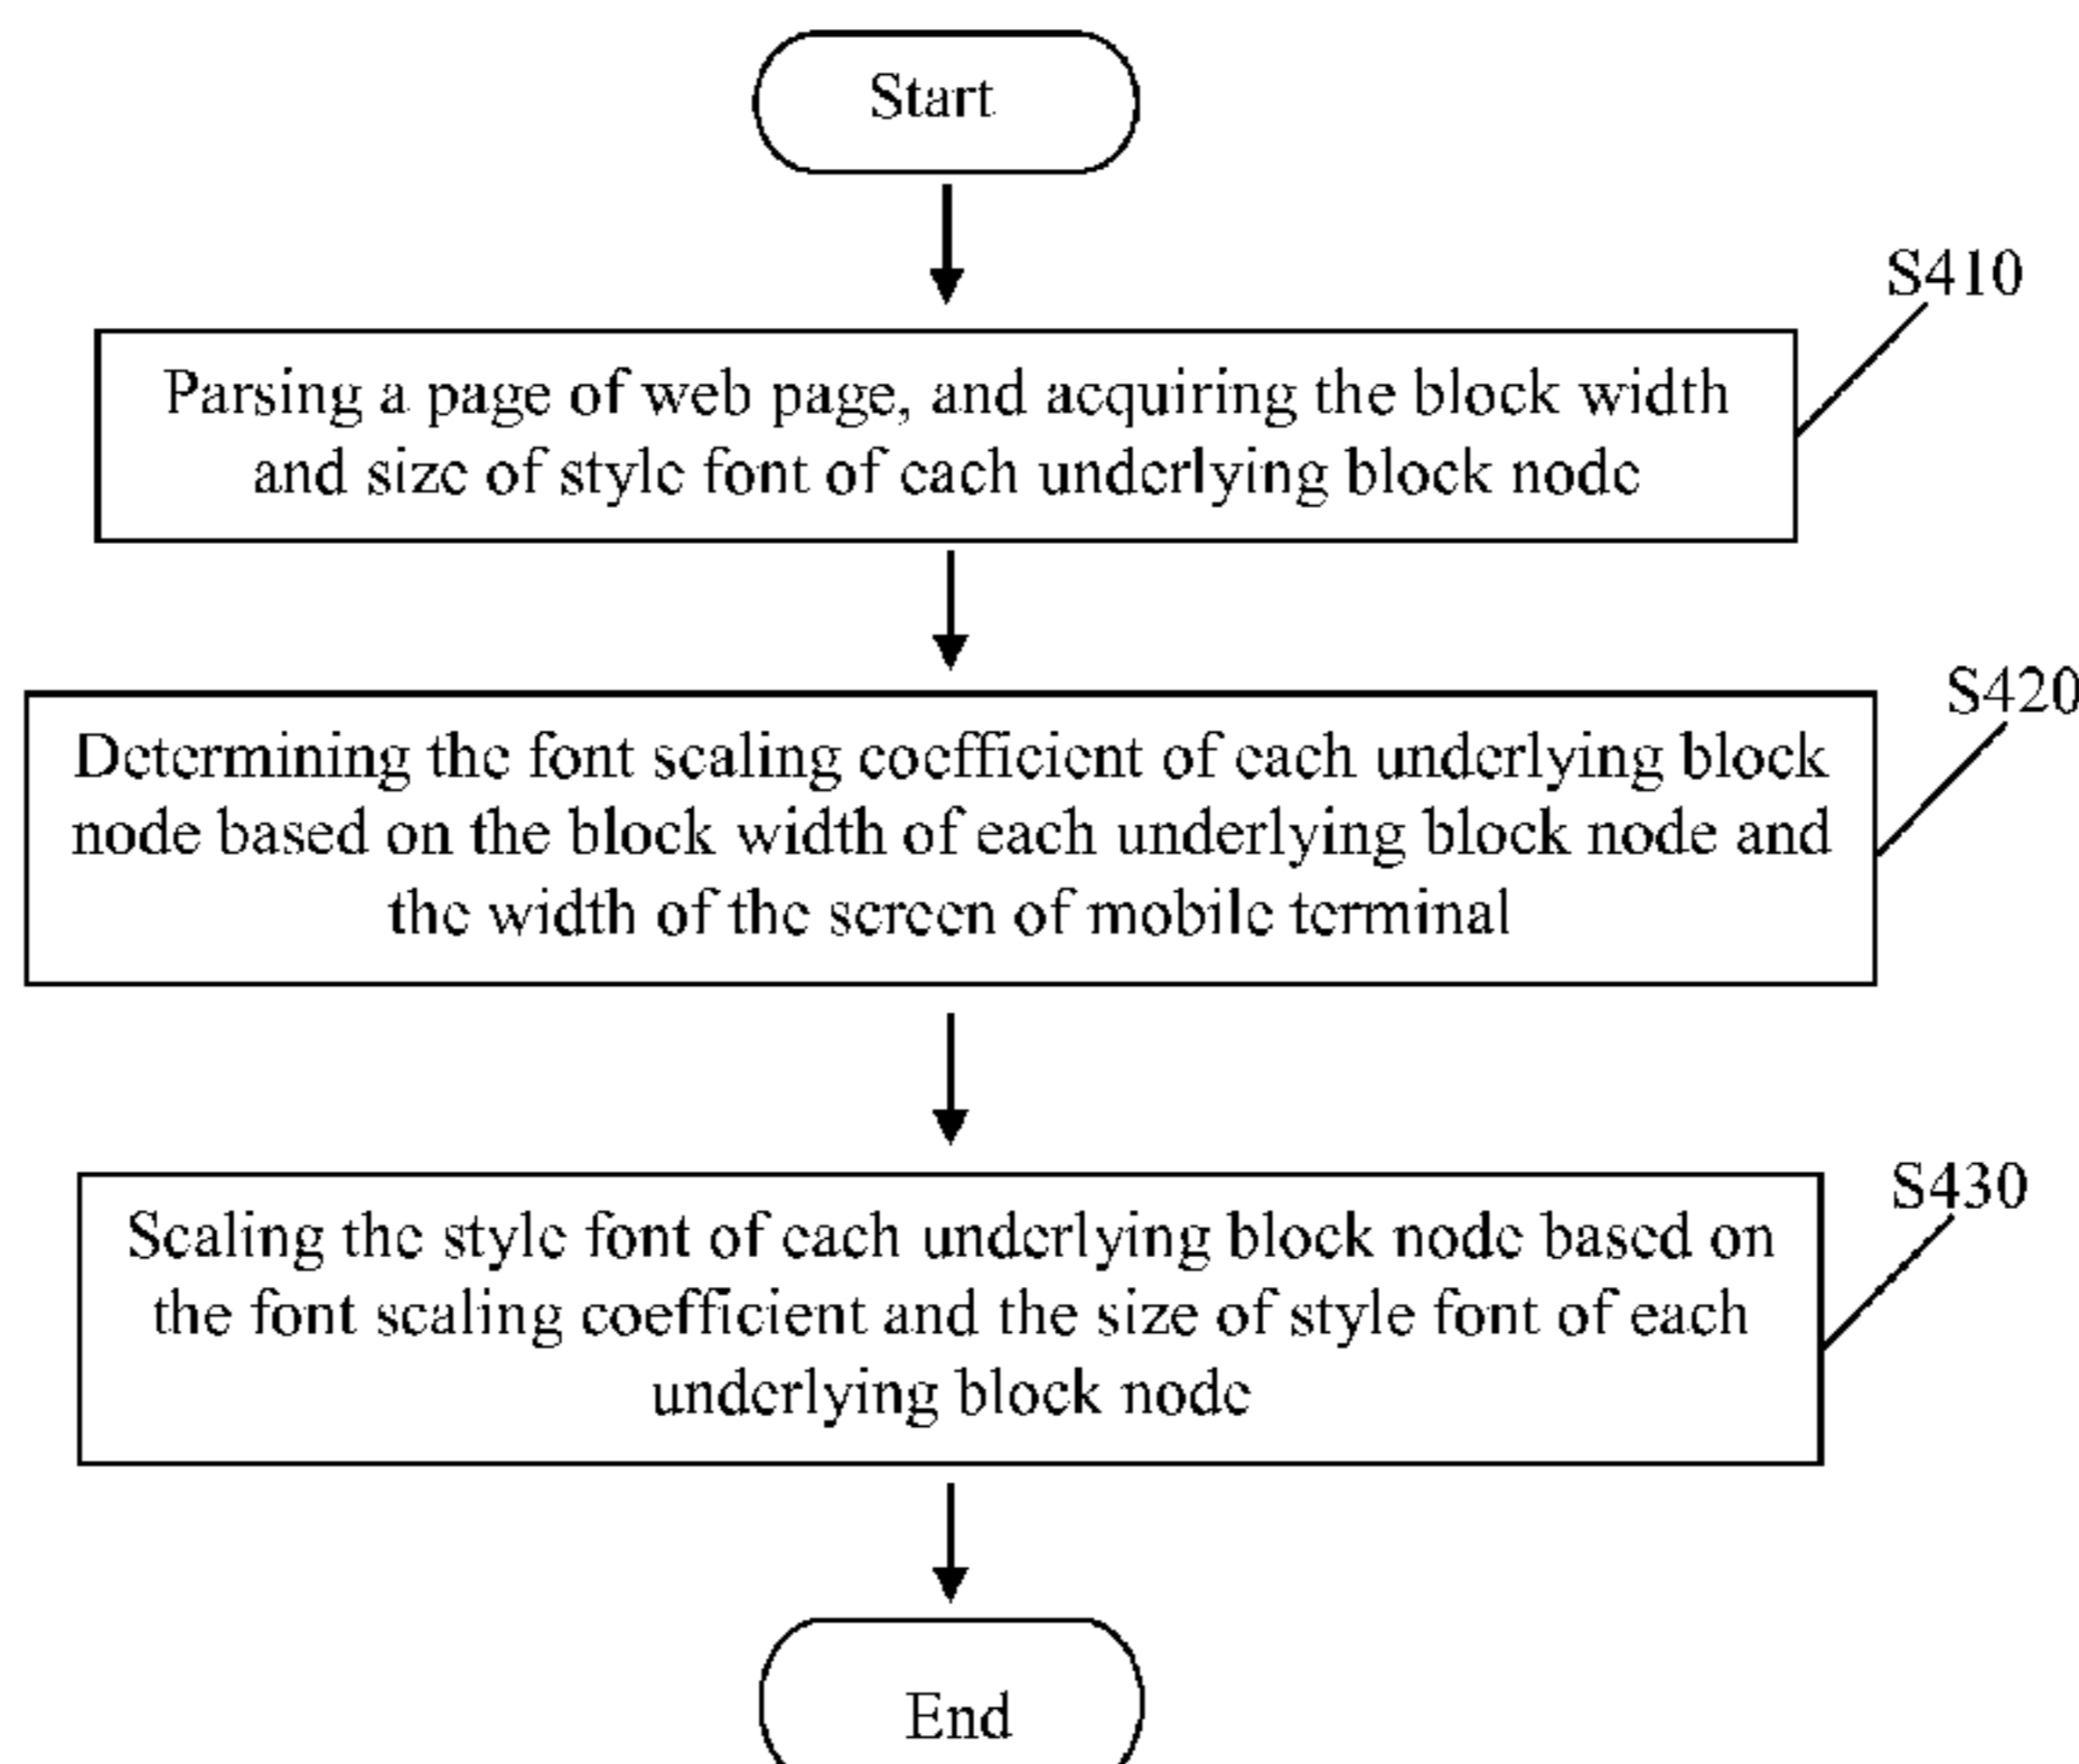 Start
S410
Parsing a page of web page, and acquiring the block width
and size of style font of each underlying block node
S420
Determining the font scaling coefficient of each underlying block
node based on the block width of each underlying block node and
the width of the screen of mobile terminal
S430
Scaling the style font of each underlying block node based on
the font scaling coefficient and the size of style font of each
underlying block node
End